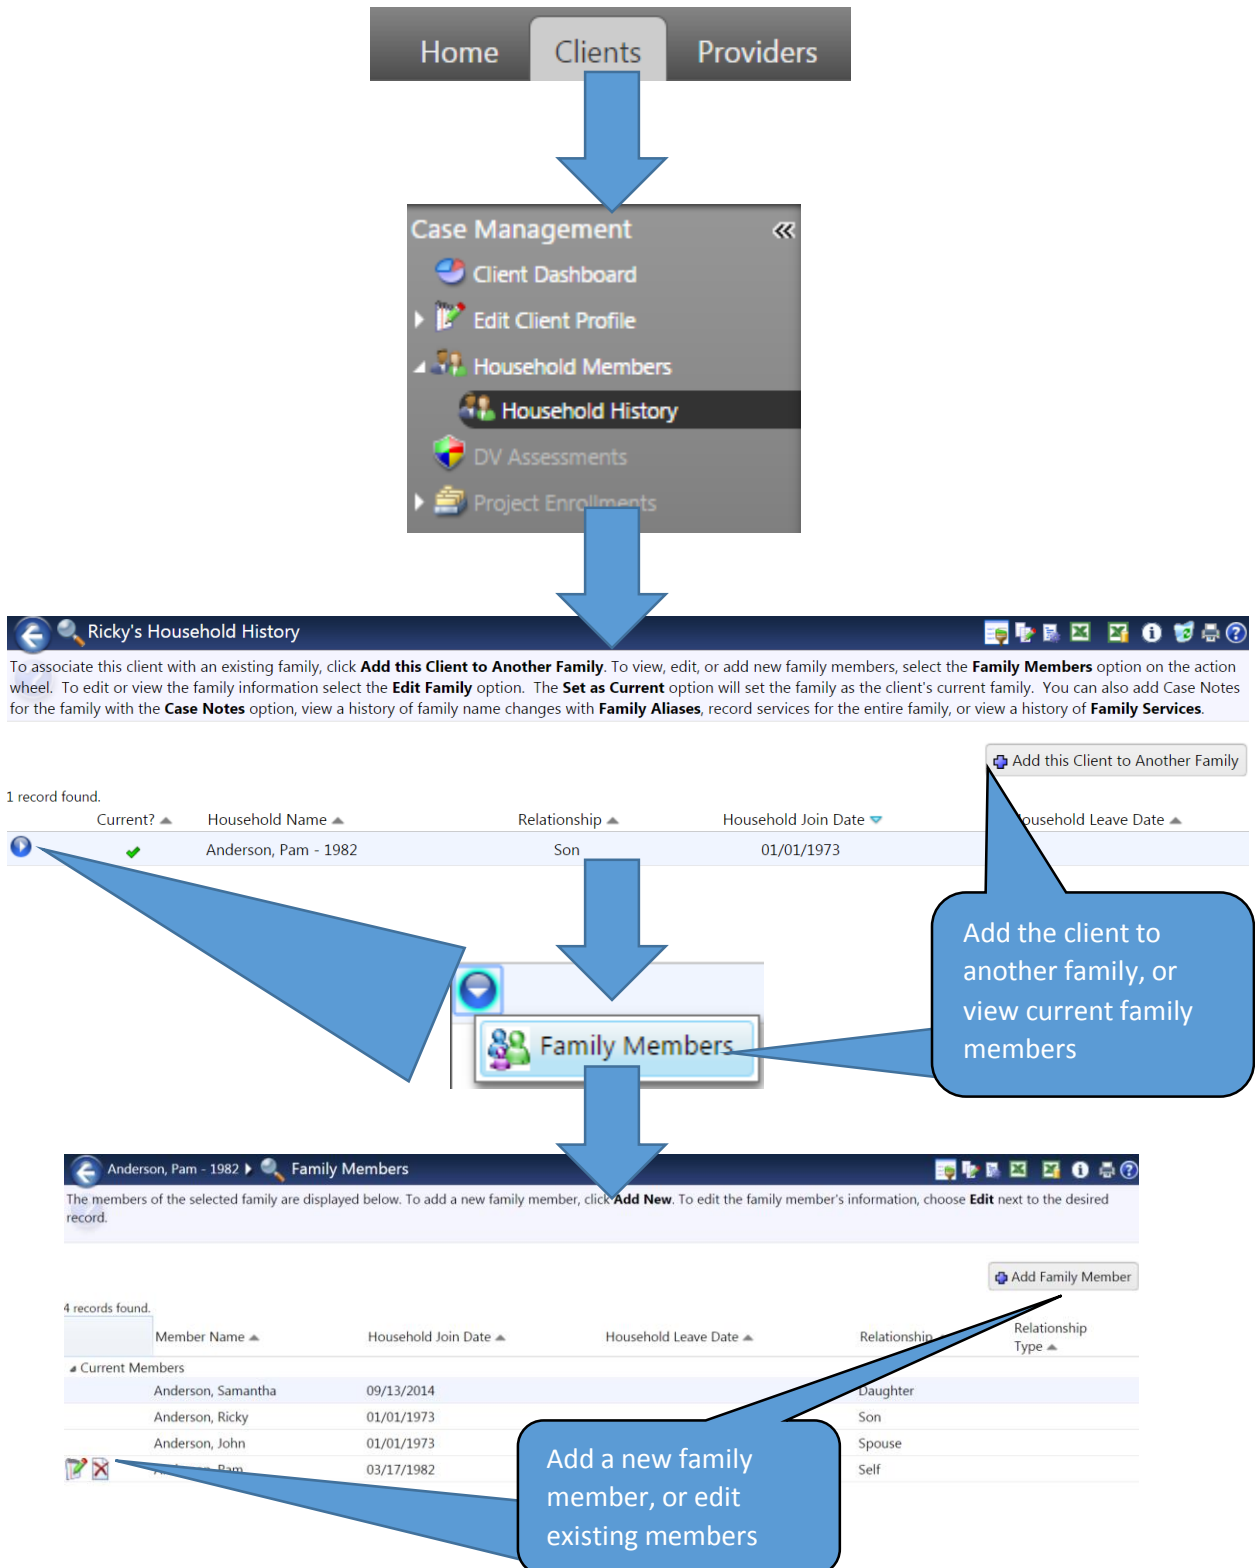 Home Clients Providers
Case Management
Client Dashboard
Edit Client Profile
Household Members
Household History
DV Assessments
Project Enrollments
Ricky's Household History
To associate this client with an existing family, click Add this Client to Another Family. To view, edit, or add new family members, select the Family Members option on the action
wheel. To edit or view the family information select the Edit Family option. The Set as Current option will set the family as the client's current family. You can also add Case Notes
for the family with the Case Notes option, view a history of family name changes with Family Aliases, record services for the entire family, or view a history of Family Services.
Add this Client to Another Family
1 record found.
Current? Household Name Relationship Household Join Date Household Leave Date
Anderson, Pam - 1982 Son 01/01/1973
Add the client to
another family, or
view current family
members
Family Members
Anderson, Pam - 1982 Family Members
The members of the selected family are displayed below. To add a new family member, click Add New. To edit the family member's information, choose Edit next to the desired
record.
Add Family Member
4 records found.
Member Name Household Join Date Household Leave Date Relationship Relationship
Type
Current Members
Anderson, Samantha 09/13/2014 Daughter
Anderson, Ricky 01/01/1973 Son
Anderson, John 01/01/1973 Spouse
Anderson, Pam 03/17/1982 Self
Add a new family
member, or edit
existing members